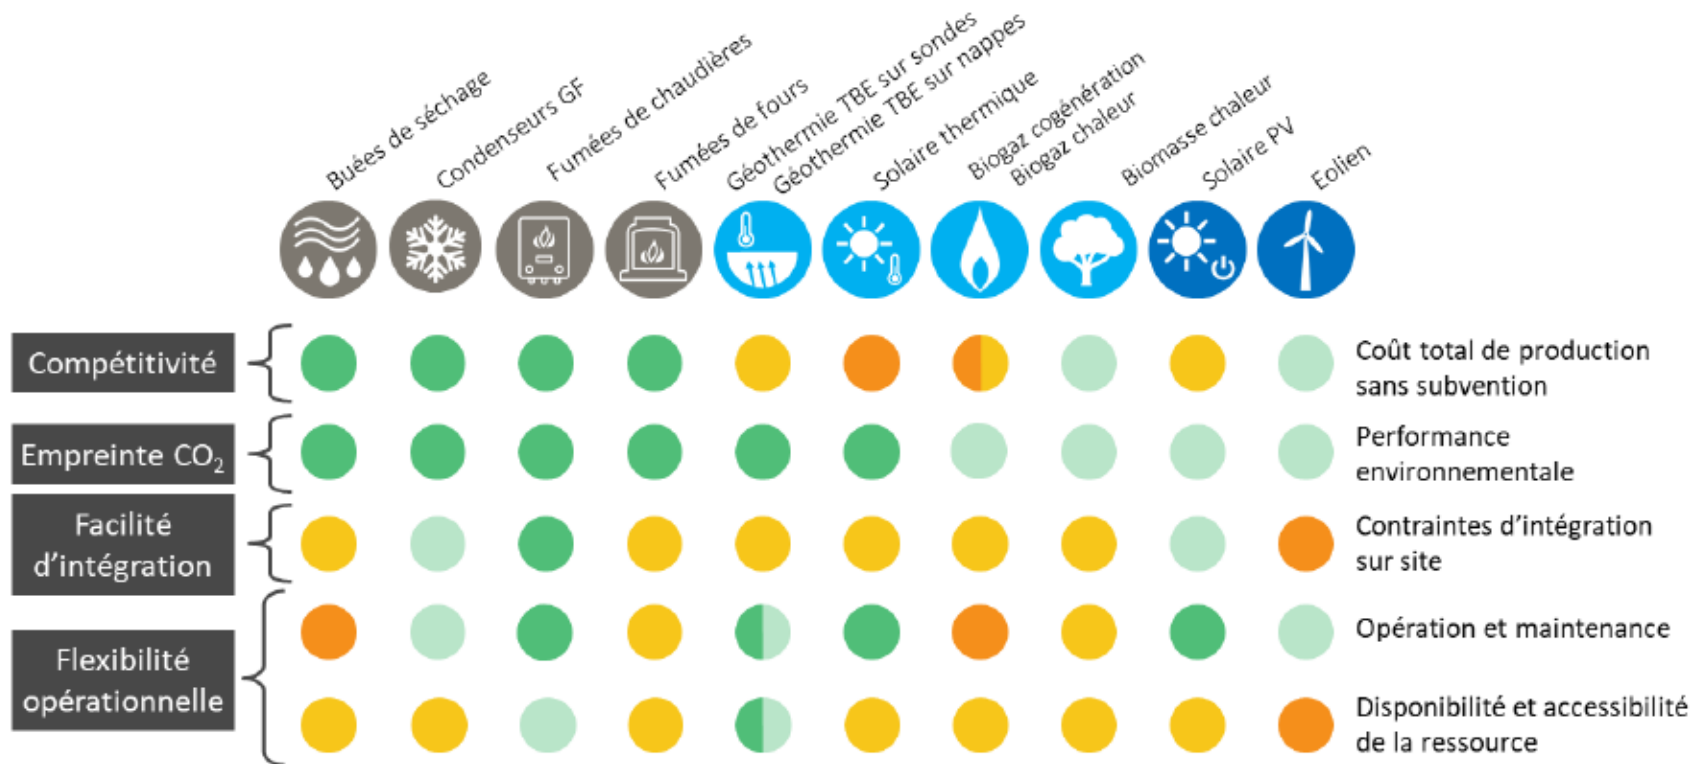 Buées de séchage
Condenseurs GF
Fumées de chaudières
Fumées de fours
Géothermie TBE sur sondes
Géothermie TBE sur nappes
Solaire thermique
Biogaz cogénération
Biogaz chaleur
Biomasse chaleur
Solaire PV
Eolien
Compétitivité
Coût total de production
sans subvention
Empreinte CO₂
Performance
environnementale
Facilité
d'intégration
Contraintes d'intégration
sur site
Flexibilité
opérationnelle
Opération et maintenance
Disponibilité et accessibilité
de la ressource